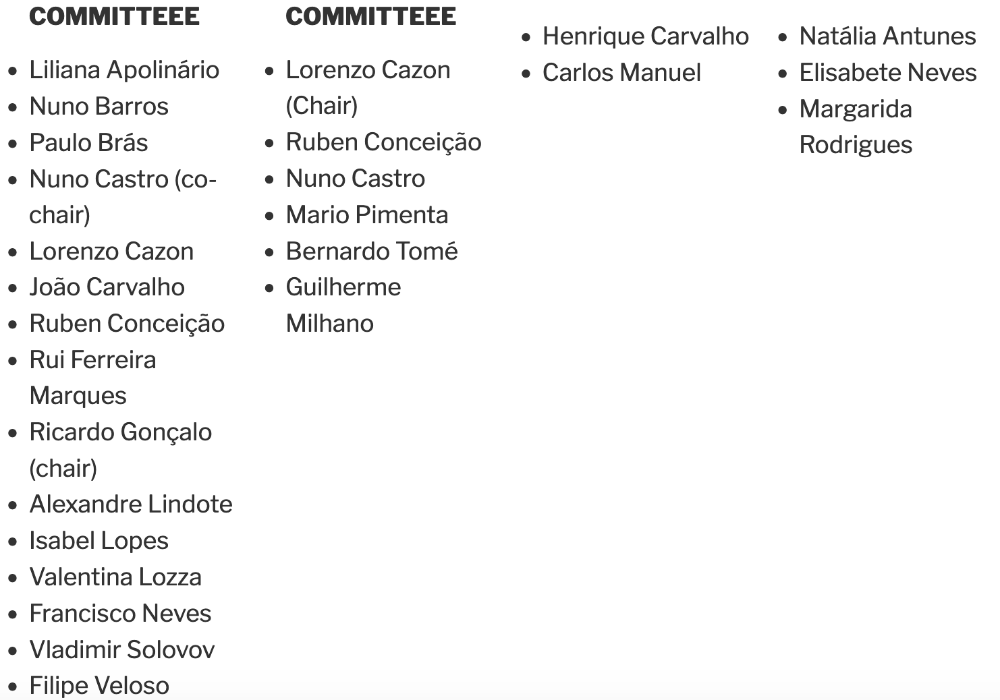 COMMITTEEE
Liliana Apolinário
Nuno Barros
Paulo Brás
Nuno Castro (co-
chair)
Lorenzo Cazon
João Carvalho
Ruben Conceição
Rui Ferreira
Marques
Ricardo Gonçalo
(chair)
Alexandre Lindote
Isabel Lopes
Valentina Lozza
Francisco Neves
Vladimir Solovov
Filipe Veloso
COMMITTEEE
Lorenzo Cazon
(Chair)
Ruben Conceição
Nuno Castro
Mario Pimenta
Bernardo Tomé
Guilherme
Milhano
Henrique Carvalho
Carlos Manuel
Natália Antunes
Elisabete Neves
Margarida
Rodrigues